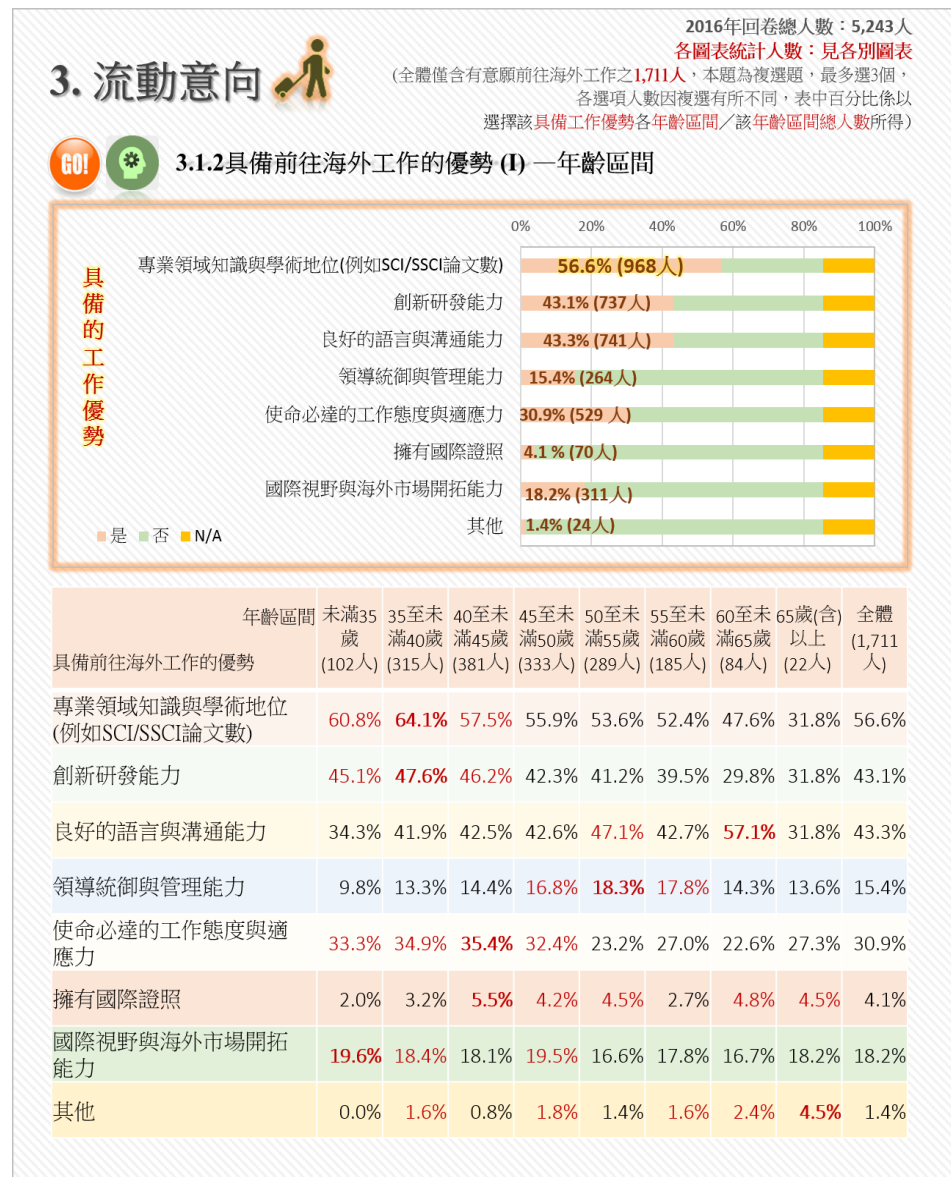 2016年回卷總人數：5,243人
各圖表統計人數：見各別圖表
(全體僅含有意願前往海外工作之1,711人，本題為複選題，最多選3個，
各選項人數因複選有所不同，表中百分比係以
選擇該具備工作優勢各年齡區間／該年齡區間總人數所得)
3. 流動意向
GO!
3.1.2具備前往海外工作的優勢 (I) —年齡區間
具備的工作優勢
0% 20% 40% 60% 80% 100%
專業領域知識與學術地位(例如SCI/SSCI論文數) 56.6% (968人)
創新研發能力 43.1% (737人)
良好的語言與溝通能力 43.3% (741人)
領導統御與管理能力 15.4% (264人)
使命必達的工作態度與適應力 30.9% (529 人)
擁有國際證照 4.1 % (70人)
國際視野與海外市場開拓能力 18.2% (311人)
其他 1.4% (24人)
是 否 N/A
年齡區間 未滿35 35至未 40至未 45至未 50至未 55至未 60至未 65歲(含) 全體
歲 滿40歲 滿45歲 滿50歲 滿55歲 滿60歲 滿65歲 以上 (1,711
具備前往海外工作的優勢 (102人) (315人) (381人) (333人) (289人) (185人) (84人) (22人) 人)
專業領域知識與學術地位
(例如SCI/SSCI論文數) 60.8% 64.1% 57.5% 55.9% 53.6% 52.4% 47.6% 31.8% 56.6%
創新研發能力 45.1% 47.6% 46.2% 42.3% 41.2% 39.5% 29.8% 31.8% 43.1%
良好的語言與溝通能力 34.3% 41.9% 42.5% 42.6% 47.1% 42.7% 57.1% 31.8% 43.3%
領導統御與管理能力 9.8% 13.3% 14.4% 16.8% 18.3% 17.8% 14.3% 13.6% 15.4%
使命必達的工作態度與適
應力 33.3% 34.9% 35.4% 32.4% 23.2% 27.0% 22.6% 27.3% 30.9%
擁有國際證照 2.0% 3.2% 5.5% 4.2% 4.5% 2.7% 4.8% 4.5% 4.1%
國際視野與海外市場開拓
能力 19.6% 18.4% 18.1% 19.5% 16.6% 17.8% 16.7% 18.2% 18.2%
其他 0.0% 1.6% 0.8% 1.8% 1.4% 1.6% 2.4% 4.5% 1.4%